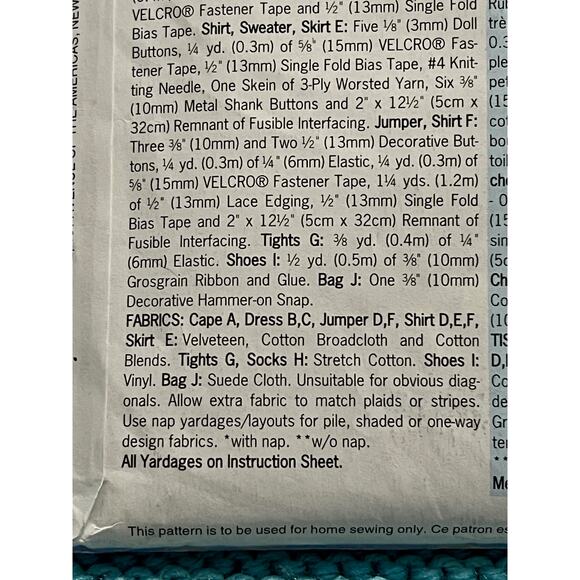 VELCRO® Fastener Tape and ½" (13mm) Single Fold
Bias Tape. Shirt, Sweater, Skirt E: Five ⅛" (3mm) Doll
Buttons, ¼ yd. (0.3m) of ⅝" (15mm) VELCRO® Fas-
tener Tape, ½" (13mm) Single Fold Bias Tape, #4 Knit-
ting Needle, One Skein of 3-Ply Worsted Yarn, Six ⅜"
(10mm) Metal Shank Buttons and 2" x 12½" (5cm x
32cm) Remnant of Fusible Interfacing. Jumper, Shirt F:
Three ⅜" (10mm) and Two ½" (13mm) Decorative But-
tons, ¼ yd. (0.3m) of ¼" (6mm) Elastic, ¼ yd. (0.3m) of
⅝" (15mm) VELCRO® Fastener Tape, 1¼ yds. (1.2m)
of ½" (13mm) Lace Edging, ½" (13mm) Single Fold
Bias Tape and 2" x 12½" (5cm x 32cm) Remnant of
Fusible Interfacing. Tights G: ⅜ yd. (0.4m) of ¼"
(6mm) Elastic. Shoes I: ½ yd. (0.5m) of ⅜" (10mm)
Grosgrain Ribbon and Glue. Bag J: One ⅜" (10mm)
Decorative Hammer-on Snap.
FABRICS: Cape A, Dress B,C, Jumper D,F, Shirt D,E,F,
Skirt E: Velveteen, Cotton Broadcloth and Cotton
Blends. Tights G, Socks H: Stretch Cotton. Shoes I:
Vinyl. Bag J: Suede Cloth. Unsuitable for obvious diag-
onals. Allow extra fabric to match plaids or stripes.
Use nap yardages/layouts for pile, shaded or one-way
design fabrics. *with nap. **w/o nap.
All Yardages on Instruction Sheet.
This pattern is to be used for home sewing only. Ce patron es
OF THE AMERICAS, NEW